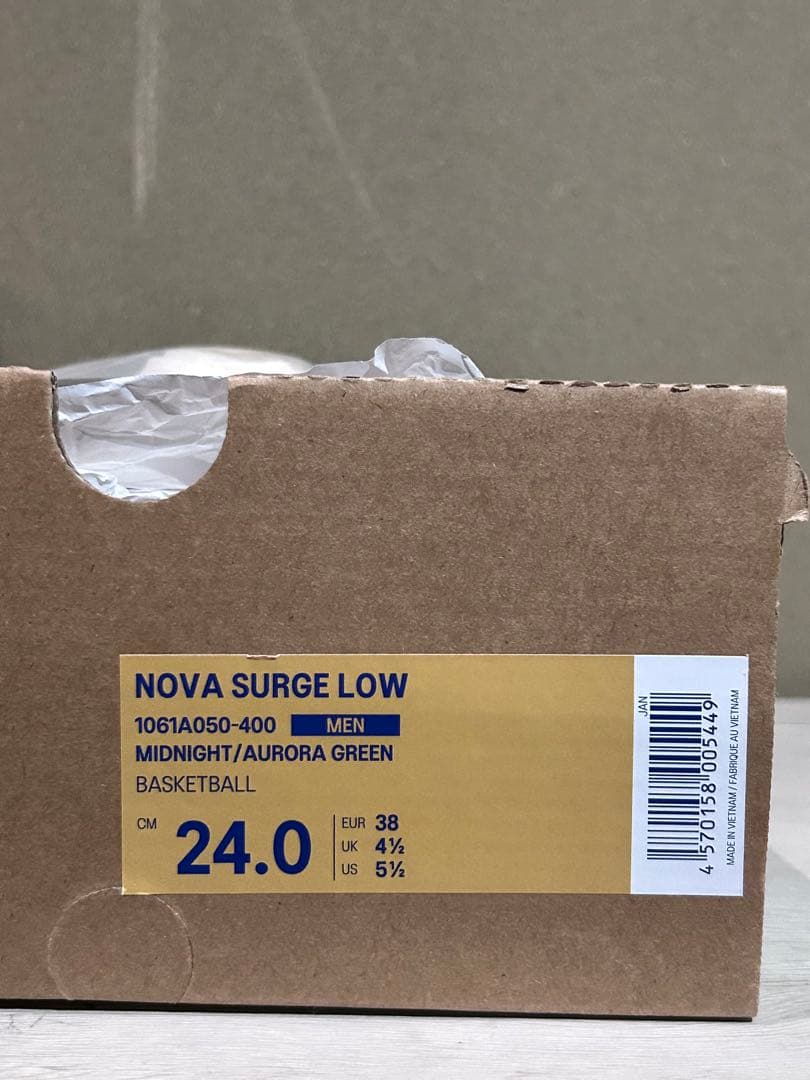 NOVA SURGE LOW
1061A050-400 MEN
MIDNIGHT/AURORA GREEN
BASKETBALL
CM 24.0
EUR 38
UK 4½
US 5½
JAN
4 570158 005449
MADE IN VIETNAM / FABRIQUE AU VIETNAM